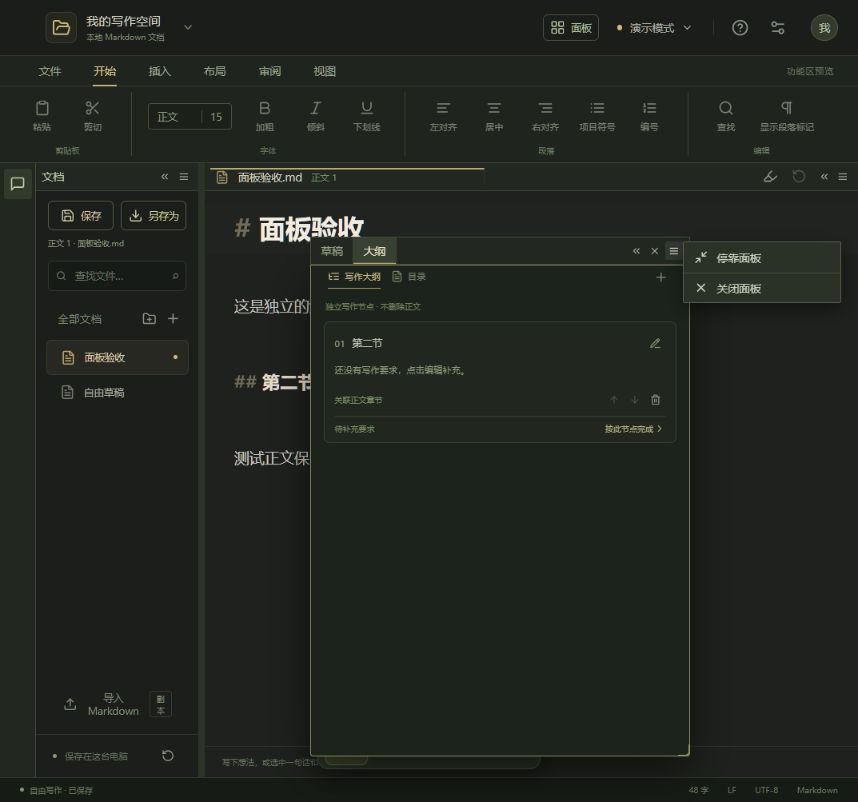 我的写作空间
本地 Markdown 文档
面板
演示模式
我
文件 开始 插入 布局 审阅 视图
功能区预览
粘贴 剪切
剪贴板
正文 15
加粗 倾斜 下划线
字体
左对齐 居中 右对齐 项目符号 编号
段落
查找 显示段落标记
编辑
文档
保存 另存为
正文 1 · 面板验收.md
查找文件...
全部文档
面板验收
自由草稿
导入
Markdown
副
本
保存在这台电脑
面板验收.md 正文 1
# 面板验收
这是独立的
## 第二节
测试正文保
草稿 大纲
写作大纲 目录
独立写作节点 · 不删除正文
01 第二节
还没有写作要求，点击编辑补充。
关联正文章节
待补充要求
按此节点完成
停靠面板
关闭面板
写下想法，或选中一句话和
自由写作 · 已保存
48 字 LF UTF-8 Markdown